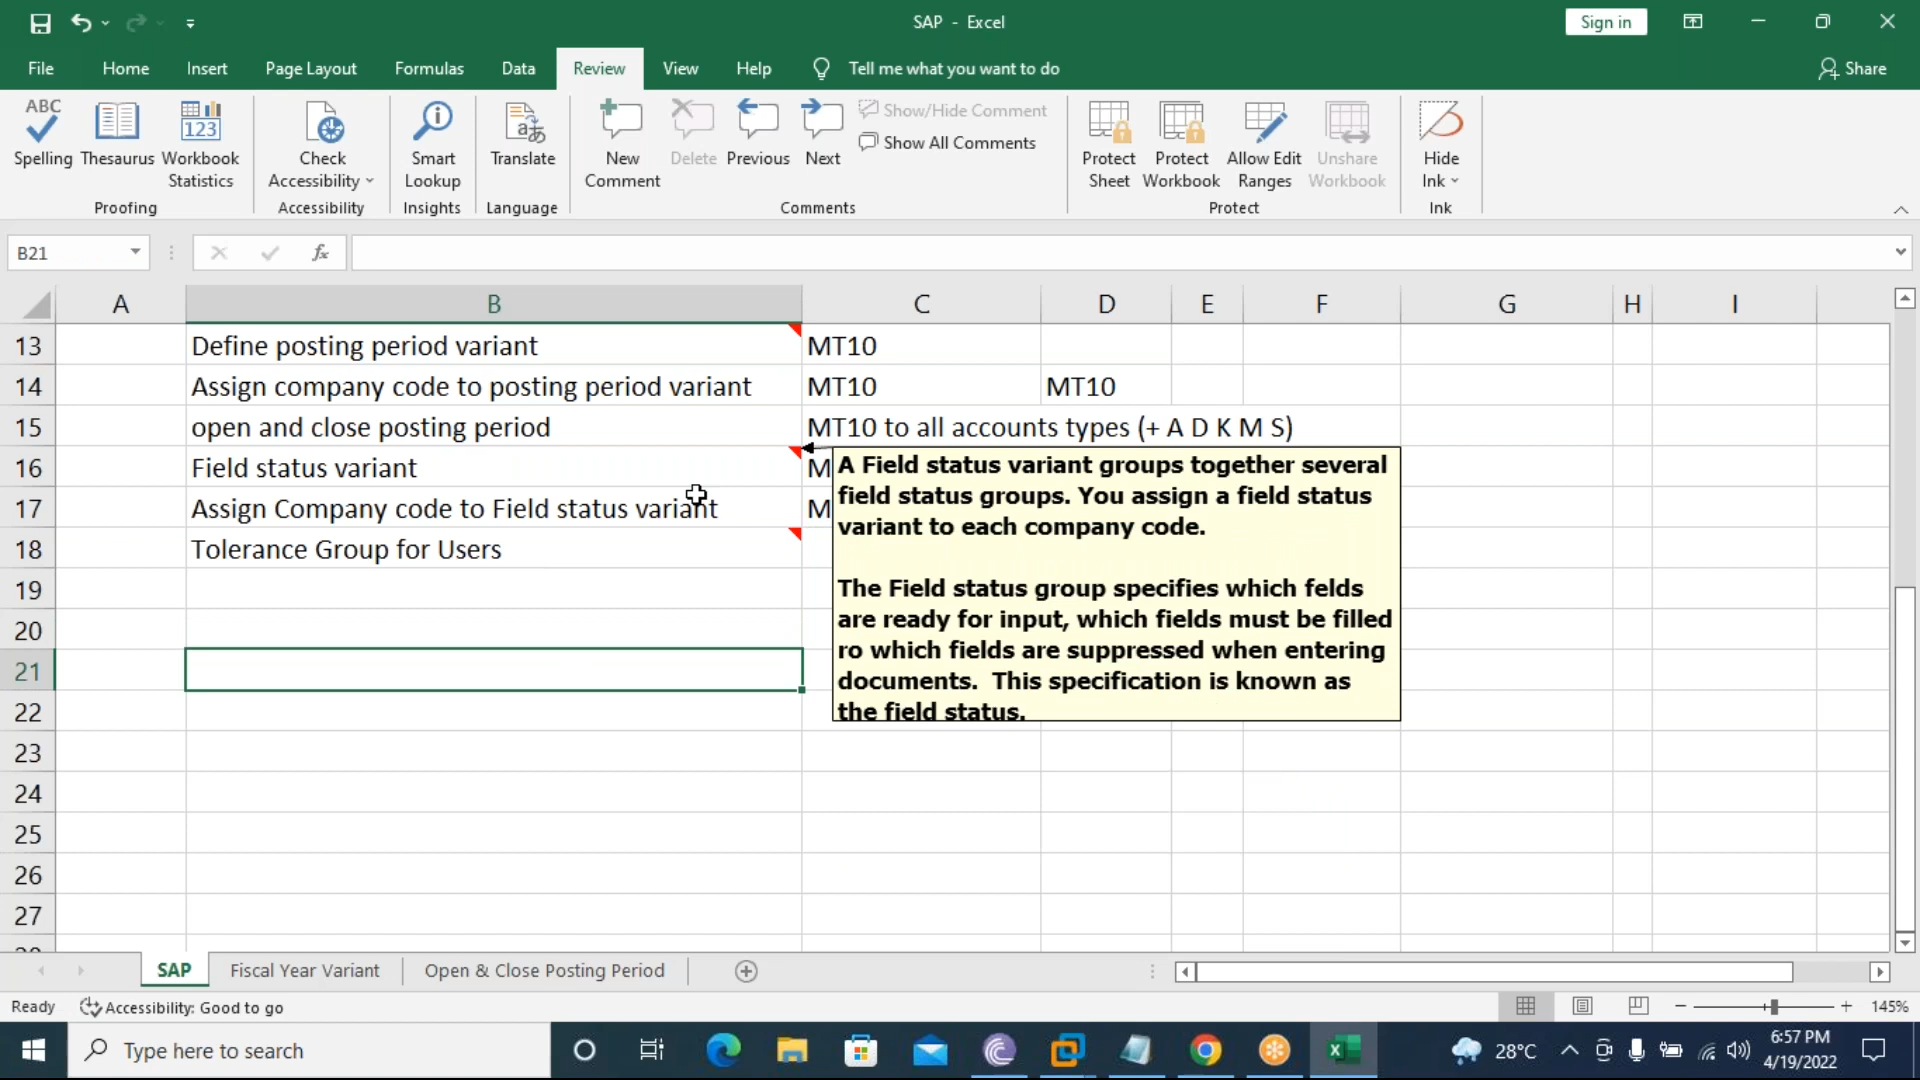 SAP - Excel
Sign in
File Home Insert Page Layout Formulas Data Review View Help Tell me what you want to do Share
ABC
Spelling Thesaurus Workbook Statistics
123
Check Accessibility
Smart Lookup
Translate
New Comment
Delete Previous Next
Show/Hide Comment
Show All Comments
Protect Sheet
Protect Workbook
Allow Edit Ranges
Unshare Workbook
Hide Ink
Proofing Accessibility Insights Language Comments Protect Ink
B21 fx
A B C D E F G H I
13 Define posting period variant MT10
14 Assign company code to posting period variant MT10 MT10
15 open and close posting period MT10 to all accounts types (+ A D K M S)
16 Field status variant M
17 Assign Company code to Field status variant M
18 Tolerance Group for Users
19
20
21
22
23
24
25
26
27
A Field status variant groups together several
field status groups. You assign a field status
variant to each company code.
The Field status group specifies which felds
are ready for input, which fields must be filled
ro which fields are suppressed when entering
documents. This specification is known as
the field status.
SAP Fiscal Year Variant Open & Close Posting Period
Ready Accessibility: Good to go 145%
Type here to search
28°C
6:57 PM
4/19/2022